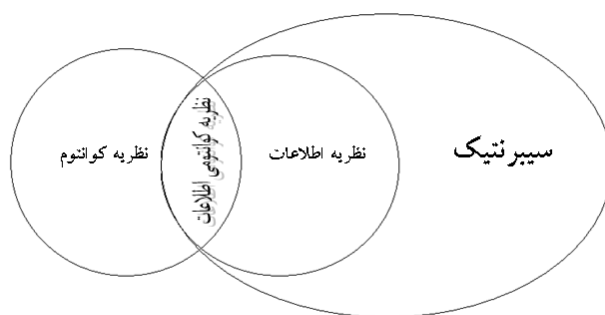 سیبرنتیک
نظریه اطلاعات
نظریه کوانتومی اطلاعات
نظریه کوانتوم